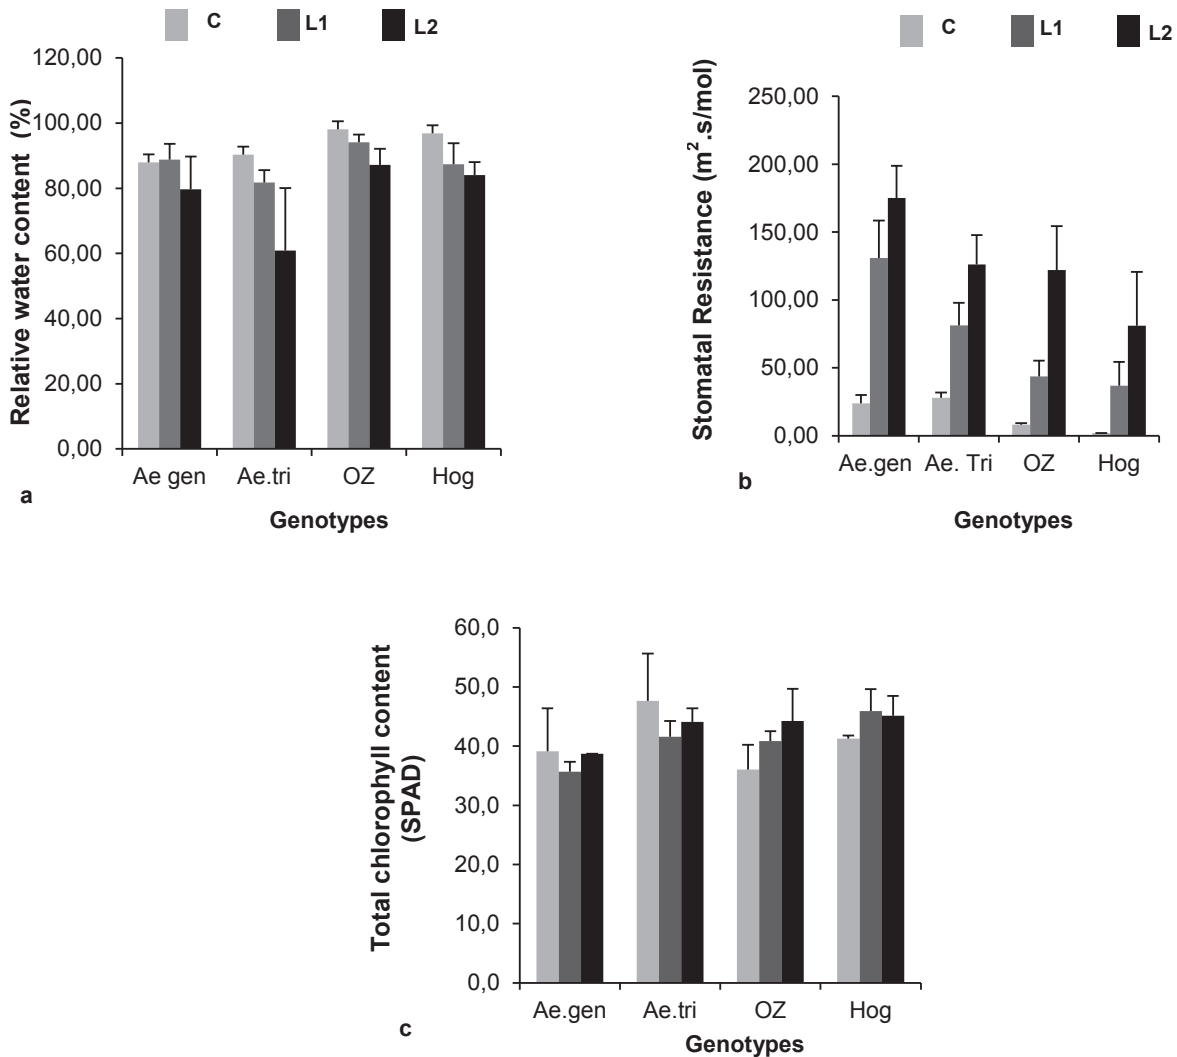 C L1 L2
120,00
100,00
80,00
60,00
40,00
20,00
0,00
Relative water content (%)
Ae gen Ae.tri OZ Hog
a
Genotypes
C L1 L2
250,00
200,00
150,00
100,00
50,00
0,00
Stomatal Resistance (m².s/mol)
Ae.gen Ae. Tri OZ Hog
b
Genotypes
60,0
50,0
40,0
30,0
20,0
10,0
0,0
Total chlorophyll content
(SPAD)
Ae.gen Ae.tri OZ Hog
c
Genotypes